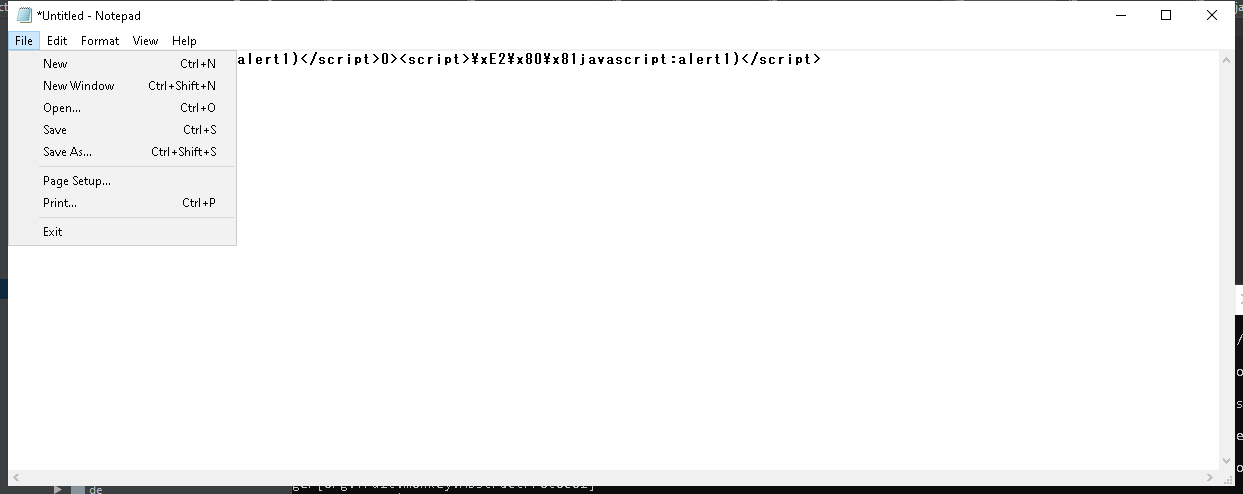 *Untitled - Notepad
File Edit Format View Help
alert1)</script>0><script>¥xE2¥x80¥x81javascript:alert1)</script>
New Ctrl+N
New Window Ctrl+Shift+N
Open... Ctrl+O
Save Ctrl+S
Save As... Ctrl+Shift+S
Page Setup...
Print... Ctrl+P
Exit
de